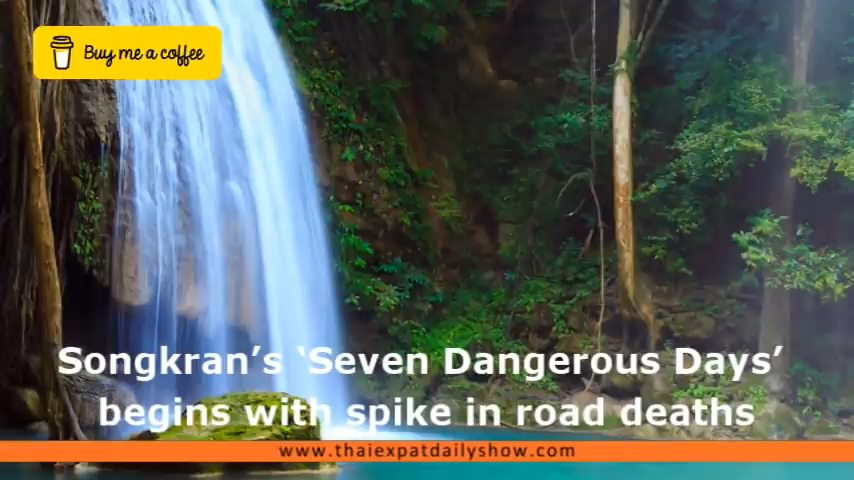 Buy me a coffee
Songkran’s ‘Seven Dangerous Days’
begins with spike in road deaths
www.thaiexpatdailyshow.com